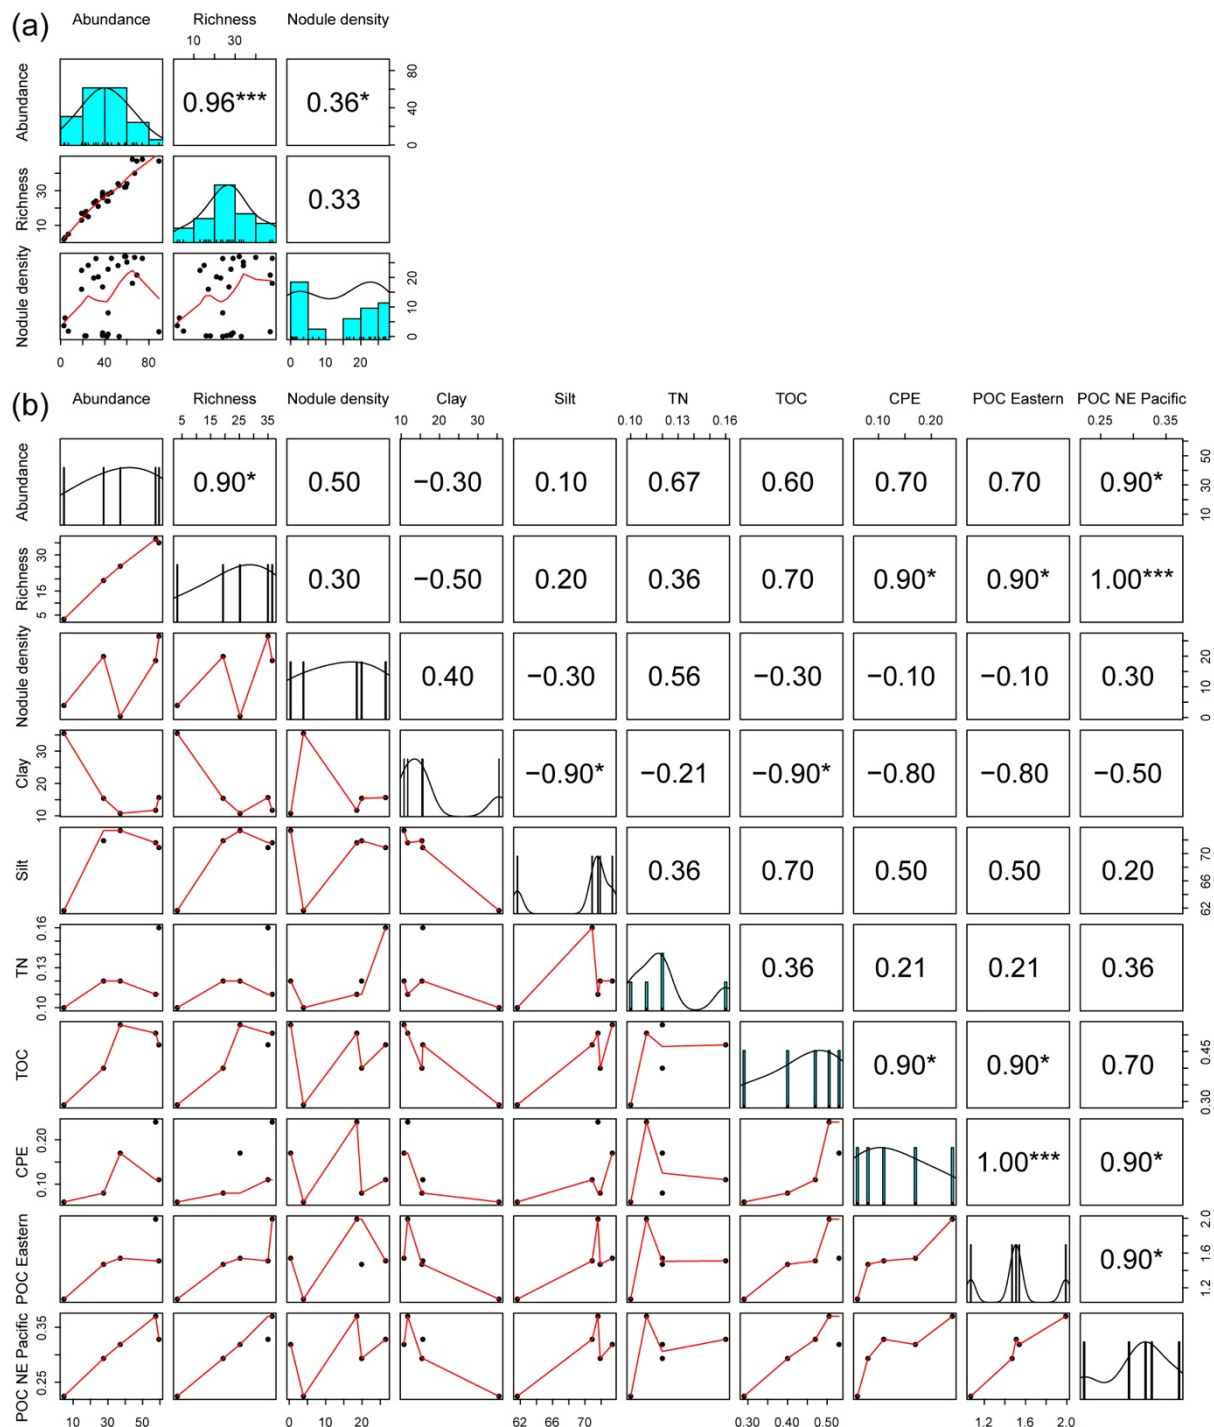 (a)
Abundance Richness Nodule density
10 30
Abundance 0.96*** 0.36* 0 40 80
Richness 10 30 0.33
Nodule density 0 10 20
0 40 80 0 10 20
(b)
Abundance Richness Nodule density Clay Silt TN TOC CPE POC Eastern POC NE Pacific
5 15 25 35 10 20 30 0.10 0.13 0.16 0.10 0.20 0.25 0.35
Abundance 0.90* 0.50 −0.30 0.10 0.67 0.60 0.70 0.70 0.90* 10 30 50
Richness 5 15 30 0.30 −0.50 0.20 0.36 0.70 0.90* 0.90* 1.00***
Nodule density 0.40 −0.30 0.56 −0.30 −0.10 −0.10 0.30 0 10 20
Clay 10 20 30 −0.90* −0.21 −0.90* −0.80 −0.80 −0.50
Silt 0.36 0.70 0.50 0.50 0.20 62 66 70
TN 0.10 0.13 0.16 0.36 0.21 0.21 0.36
TOC 0.90* 0.90* 0.70 0.30 0.45
CPE 0.10 0.20 1.00*** 0.90*
POC Eastern 0.90* 1.2 1.6 2.0
POC NE Pacific 0.25 0.35
10 30 50 0 10 20 62 66 70 0.30 0.40 0.50 1.2 1.6 2.0